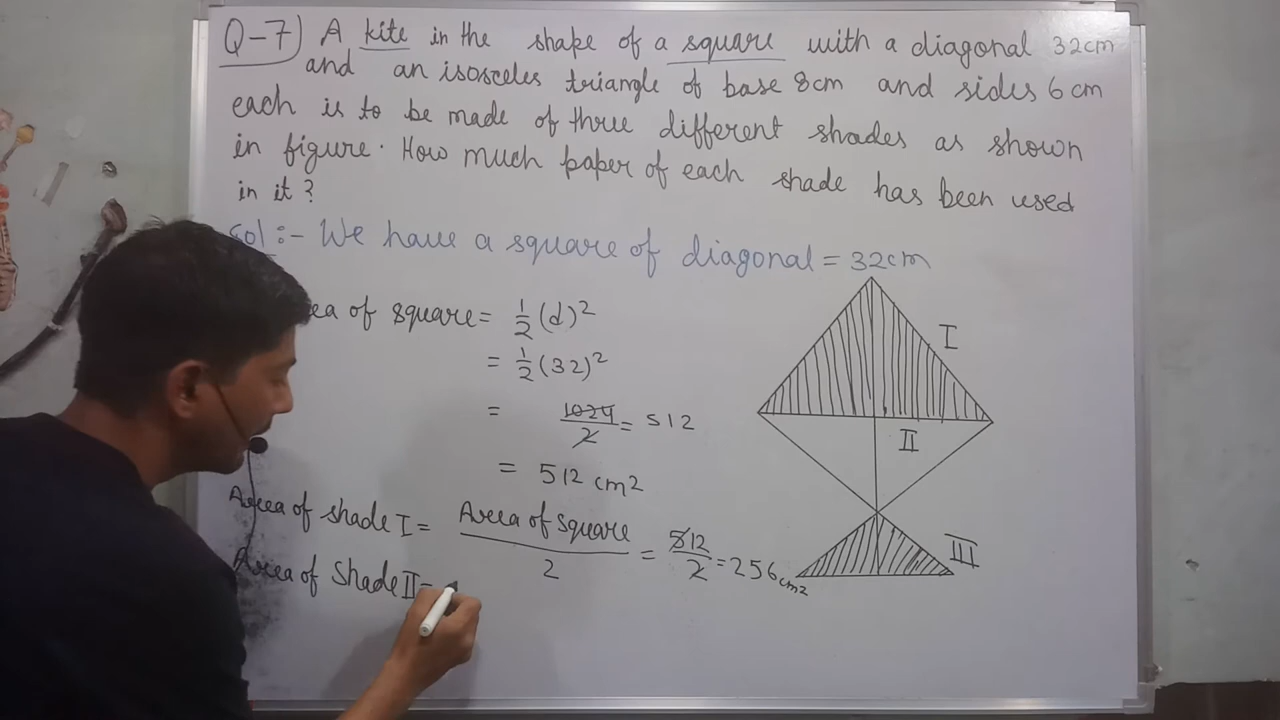 Q-7) A kite in the shape of a square with a diagonal 32cm
and an isosceles triangle of base 8cm and sides 6cm
each is to be made of three different shades as shown
in figure. How much paper of each shade has been used
in it?
sol:- We have a square of diagonal = 32cm
ea of square = 1/2 (d)²
= 1/2 (32)²
= 1024/2 = 512
= 512 cm²
Area of shade I = Area of square/2 = 512/2 = 256 cm²
Area of Shade II =
I
II
III